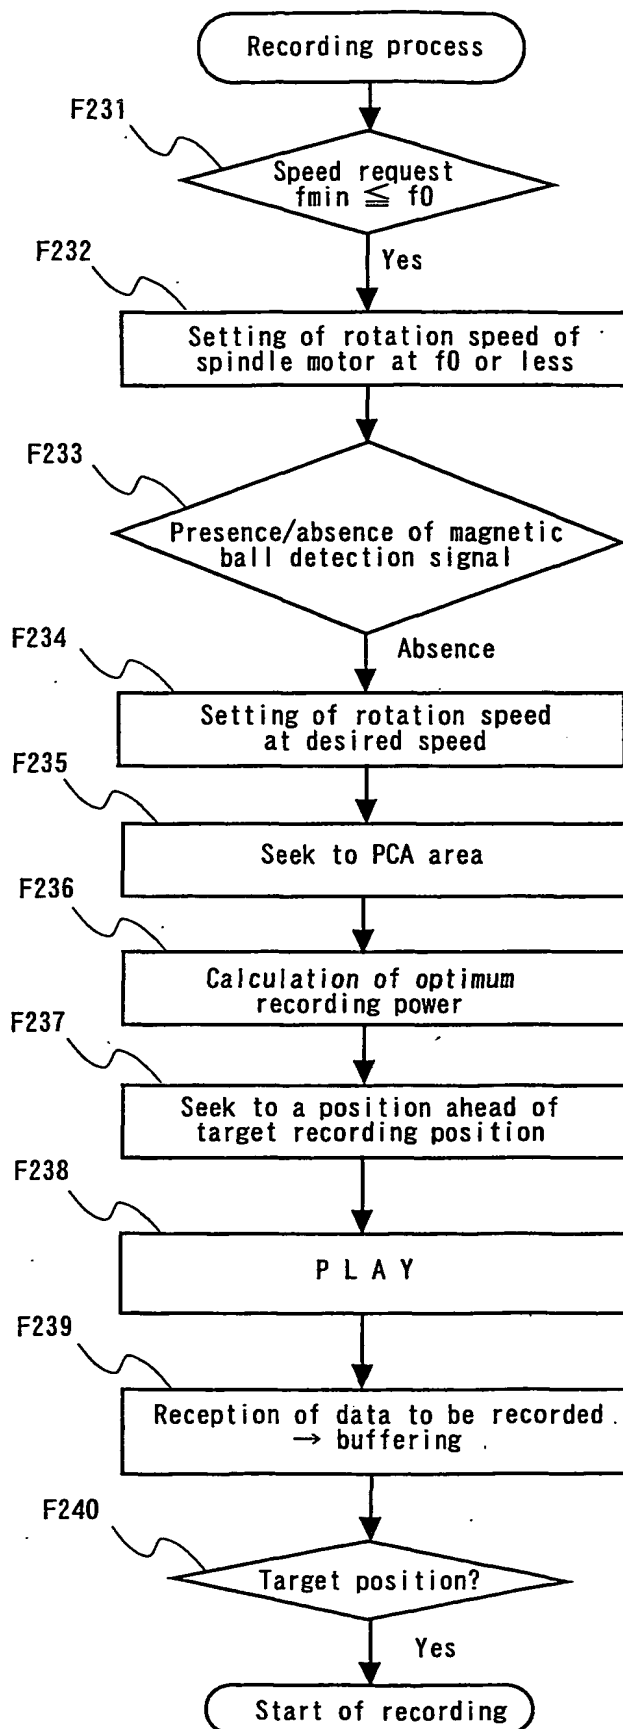 Recording process
F231
Speed request
fmin ≦ f0
Yes
F232
Setting of rotation speed of
spindle motor at f0 or less
F233
Presence/absence of magnetic
ball detection signal
Absence
F234
Setting of rotation speed
at desired speed
F235
Seek to PCA area
F236
Calculation of optimum
recording power
F237
Seek to a position ahead of
target recording position
F238
PLAY
F239
Reception of data to be recorded
→ buffering
F240
Target position?
Yes
Start of recording